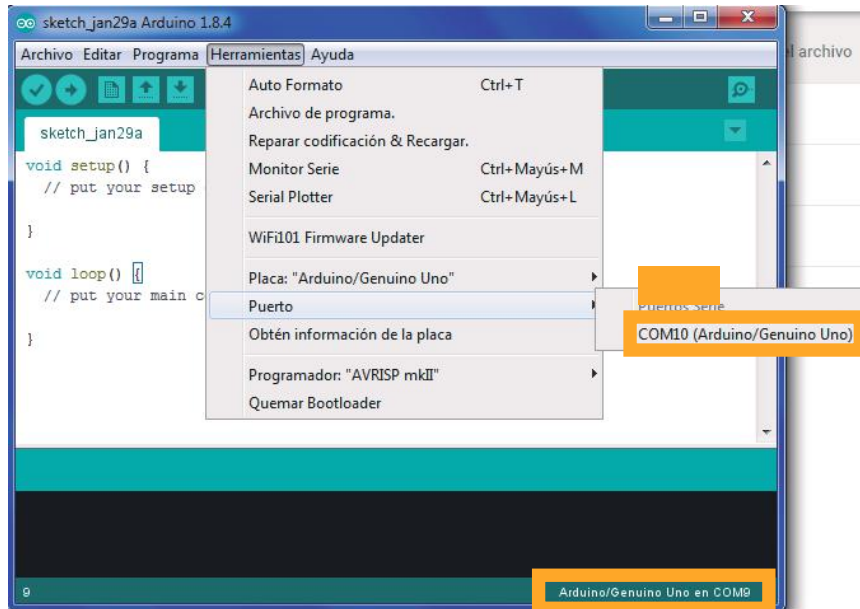 sketch_jan29a Arduino 1.8.4
el archivo
Archivo Editar Programa Herramientas Ayuda
sketch_jan29a
void setup() {
// put your setup
}
void loop() {
// put your main c
}
Auto Formato Ctrl+T
Archivo de programa.
Reparar codificación & Recargar.
Monitor Serie Ctrl+Mayús+M
Serial Plotter Ctrl+Mayús+L
WiFi101 Firmware Updater
Placa: "Arduino/Genuino Uno"
Puerto
Obtén información de la placa
Programador: "AVRISP mkII"
Quemar Bootloader
Puertos Serie
COM10 (Arduino/Genuino Uno)
9
Arduino/Genuino Uno en COM9